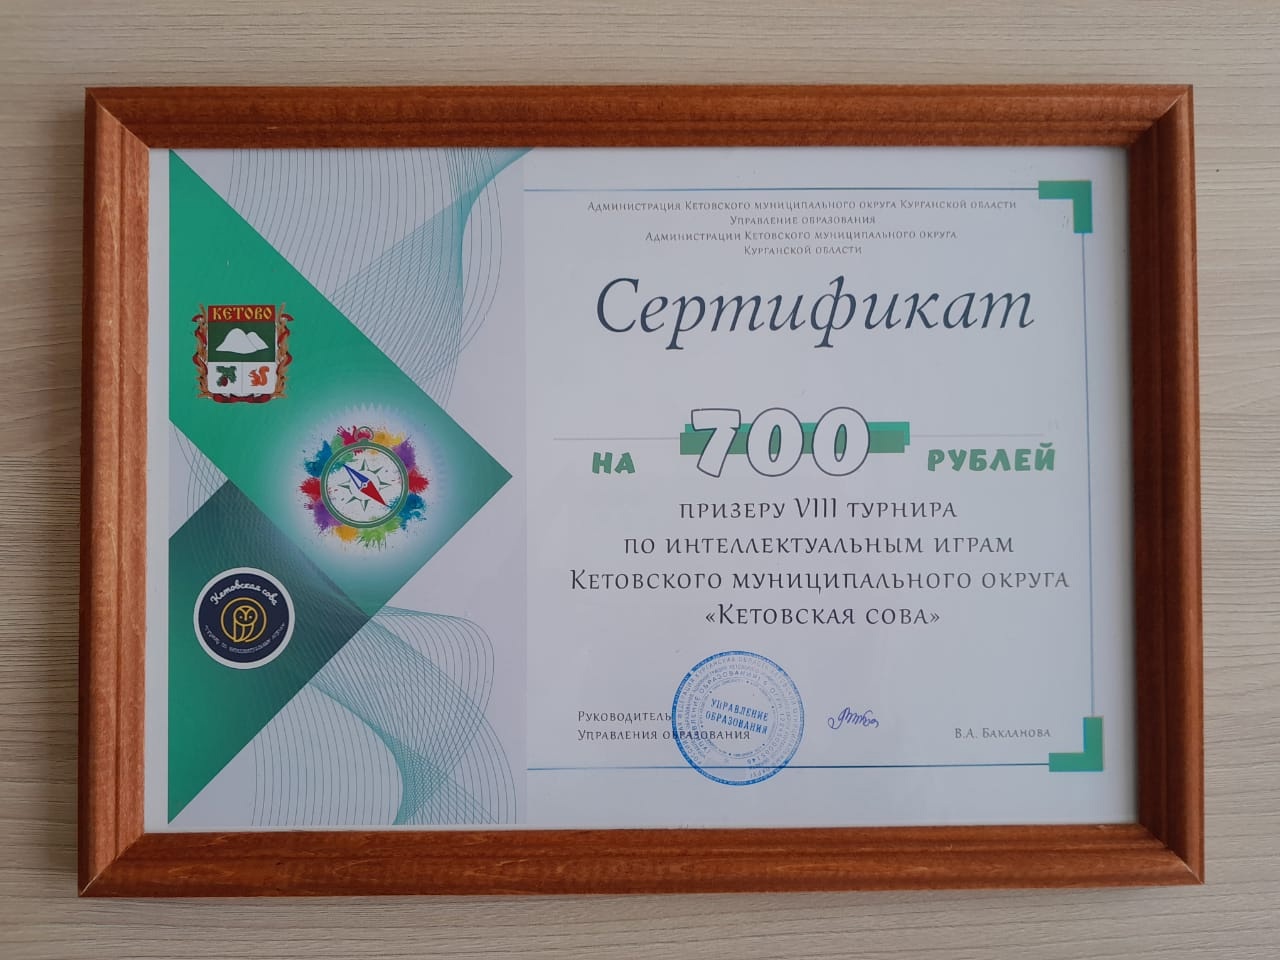 Администрация Кетовского муниципального округа Курганской области
Управление образования
Администрации Кетовского муниципального округа
Курганской области
Сертификат
на 700 рублей
призеру VIII турнира
по интеллектуальным играм
Кетовского муниципального округа
«Кетовская сова»
Руководитель
Управления образования
В.А. Бакланова
УПРАВЛЕНИЕ
ОБРАЗОВАНИЯ
КЕТОВО
Кетовская сова